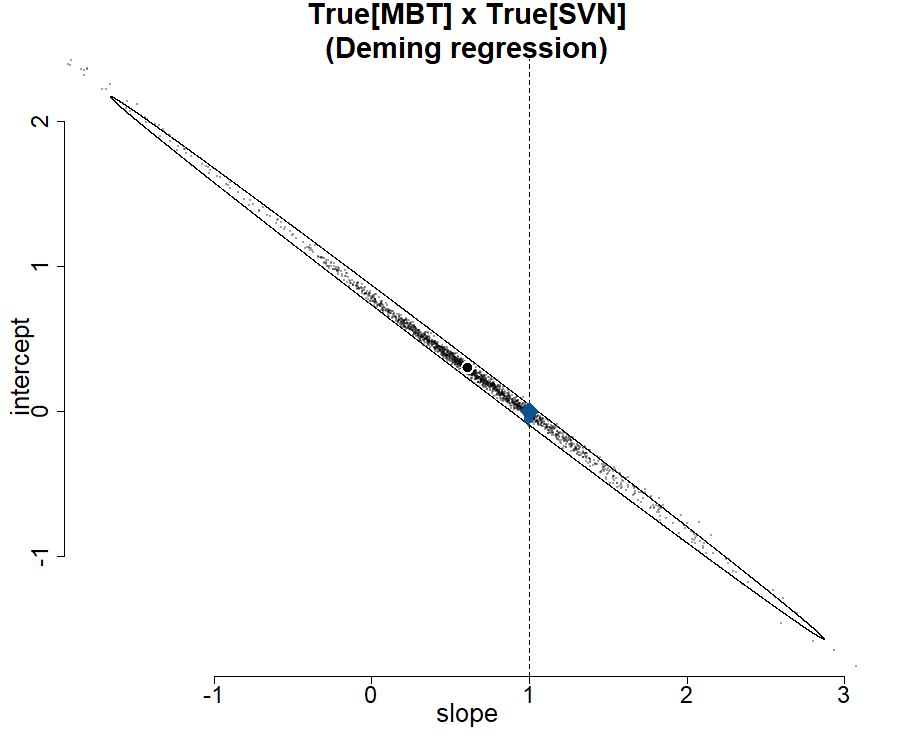 True[MBT] x True[SVN]
(Deming regression)
2
1
0
-1
intercept
-1
0
1
2
3
slope